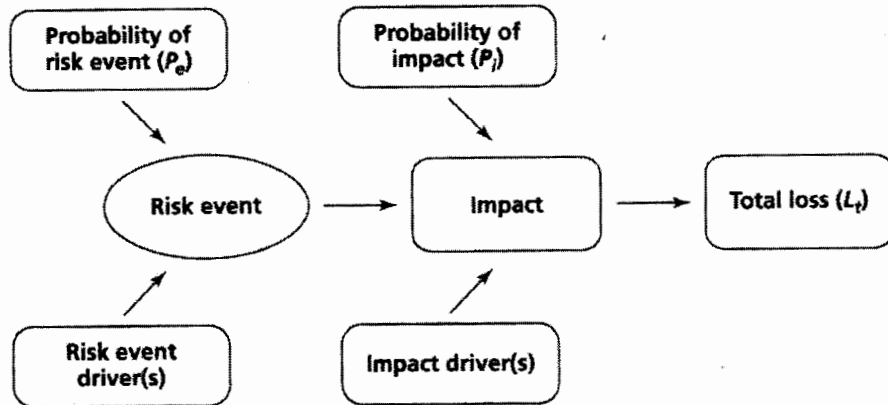 Probability of
risk event (Pe)
Probability of
impact (Pi)
Risk event
Impact
Total loss (Lt)
Risk event
driver(s)
Impact driver(s)